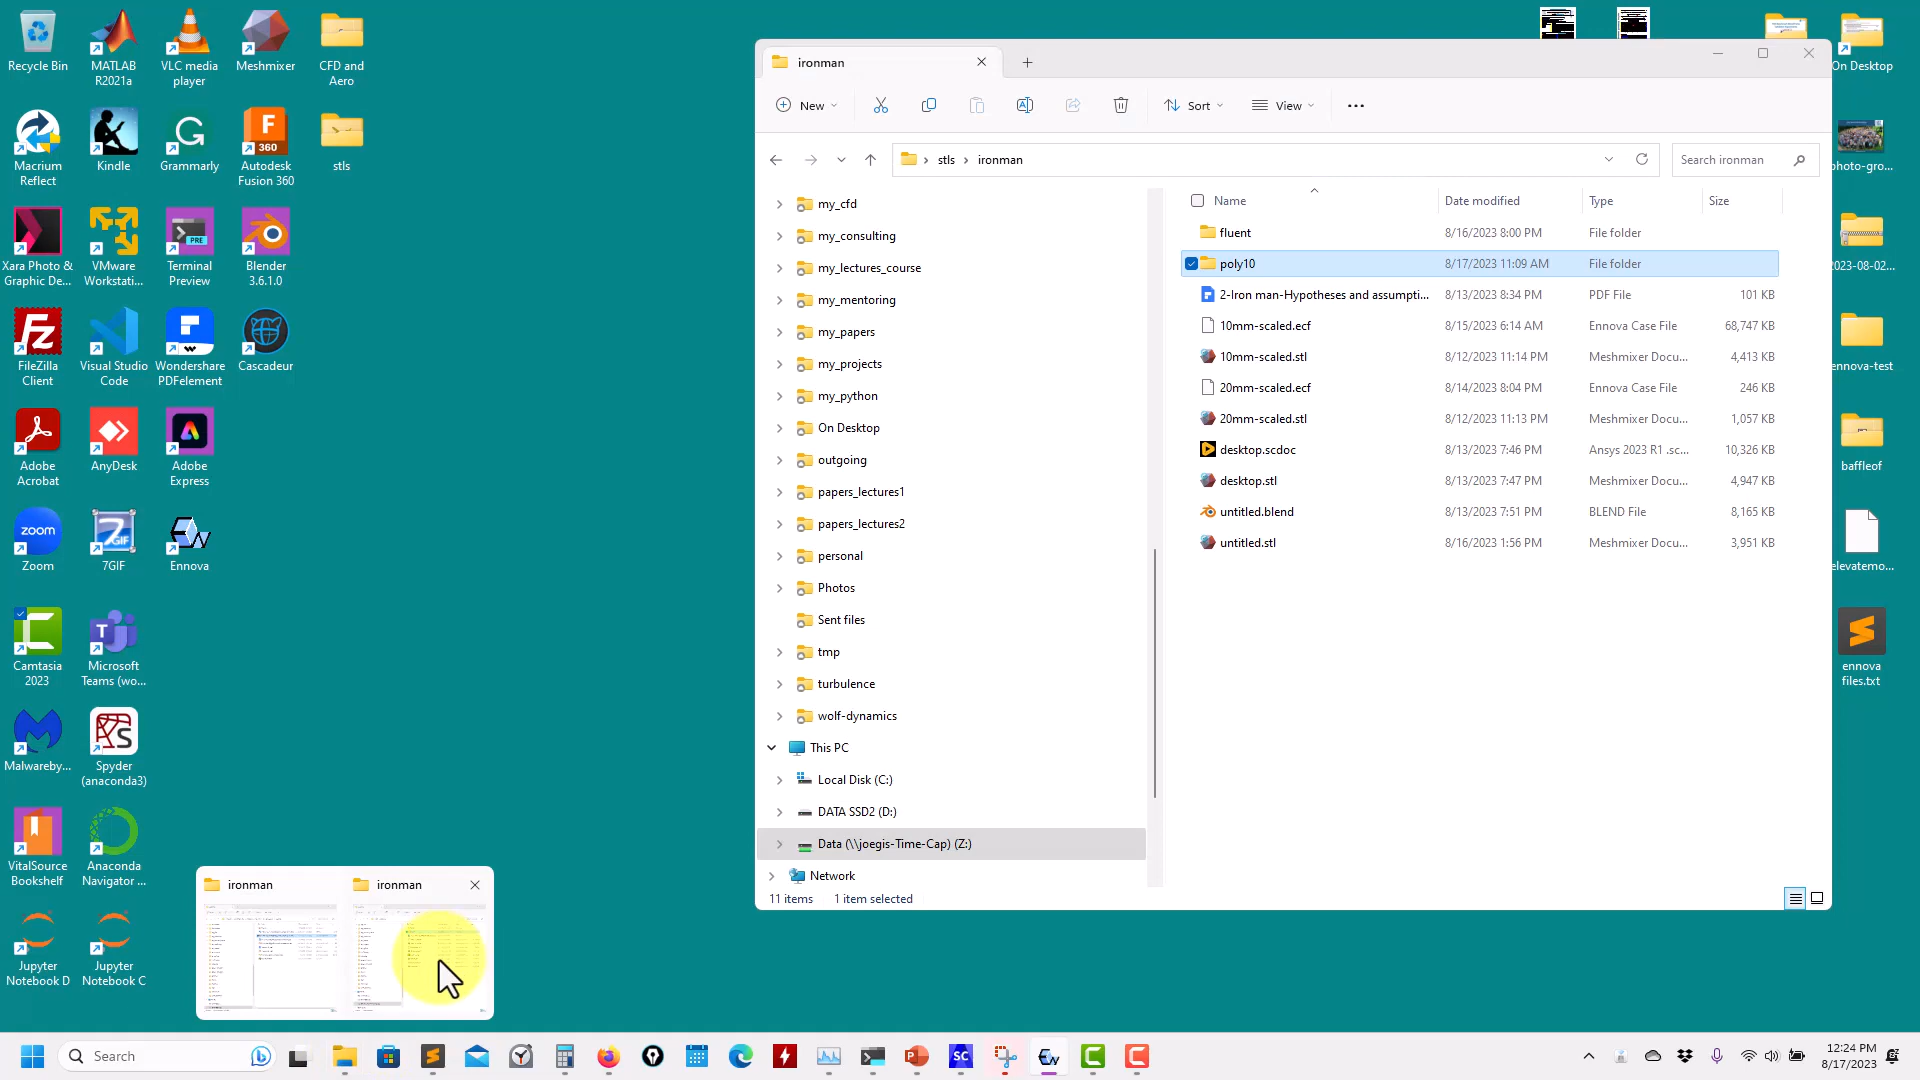 Recycle Bin
MATLAB
R2021a
VLC media
player
Meshmixer
CFD and
Aero
Macrium
Reflect
Kindle
Grammarly
Autodesk
Fusion 360
stls
Xara Photo &
Graphic De...
VMware
Workstati...
Terminal
Preview
Blender
3.6.1.0
FileZilla
Client
Visual Studio
Code
Wondershare
PDFelement
Cascadeur
Adobe
Acrobat
AnyDesk
Adobe
Express
Zoom
7GIF
Ennova
Camtasia
2023
Microsoft
Teams (wo...
Malwareby...
Spyder
(anaconda3)
VitalSource
Bookshelf
Anaconda
Navigator ...
Jupyter
Notebook D
Jupyter
Notebook C
ironman
ironman
ironman
New
Sort
View
stls
ironman
Search ironman
my_cfd
my_consulting
my_lectures_course
my_mentoring
my_papers
my_projects
my_python
On Desktop
outgoing
papers_lectures1
papers_lectures2
personal
Photos
Sent files
tmp
turbulence
wolf-dynamics
This PC
Local Disk (C:)
DATA SSD2 (D:)
Data (\\joegis-Time-Cap) (Z:)
Network
Name Date modified Type Size
fluent 8/16/2023 8:00 PM File folder
poly10 8/17/2023 11:09 AM File folder
2-Iron man-Hypotheses and assumpti... 8/13/2023 8:34 PM PDF File 101 KB
10mm-scaled.ecf 8/15/2023 6:14 AM Ennova Case File 68,747 KB
10mm-scaled.stl 8/12/2023 11:14 PM Meshmixer Docu... 4,413 KB
20mm-scaled.ecf 8/14/2023 8:04 PM Ennova Case File 246 KB
20mm-scaled.stl 8/12/2023 11:13 PM Meshmixer Docu... 1,057 KB
desktop.scdoc 8/13/2023 7:46 PM Ansys 2023 R1 .sc... 10,326 KB
desktop.stl 8/13/2023 7:47 PM Meshmixer Docu... 4,947 KB
untitled.blend 8/13/2023 7:51 PM BLEND File 8,165 KB
untitled.stl 8/16/2023 1:56 PM Meshmixer Docu... 3,951 KB
11 items 1 item selected
On Desktop
photo-gro...
2023-08-02...
ennova-test
baffleof
elevatemo...
ennova
files.txt
Search
12:24 PM
8/17/2023